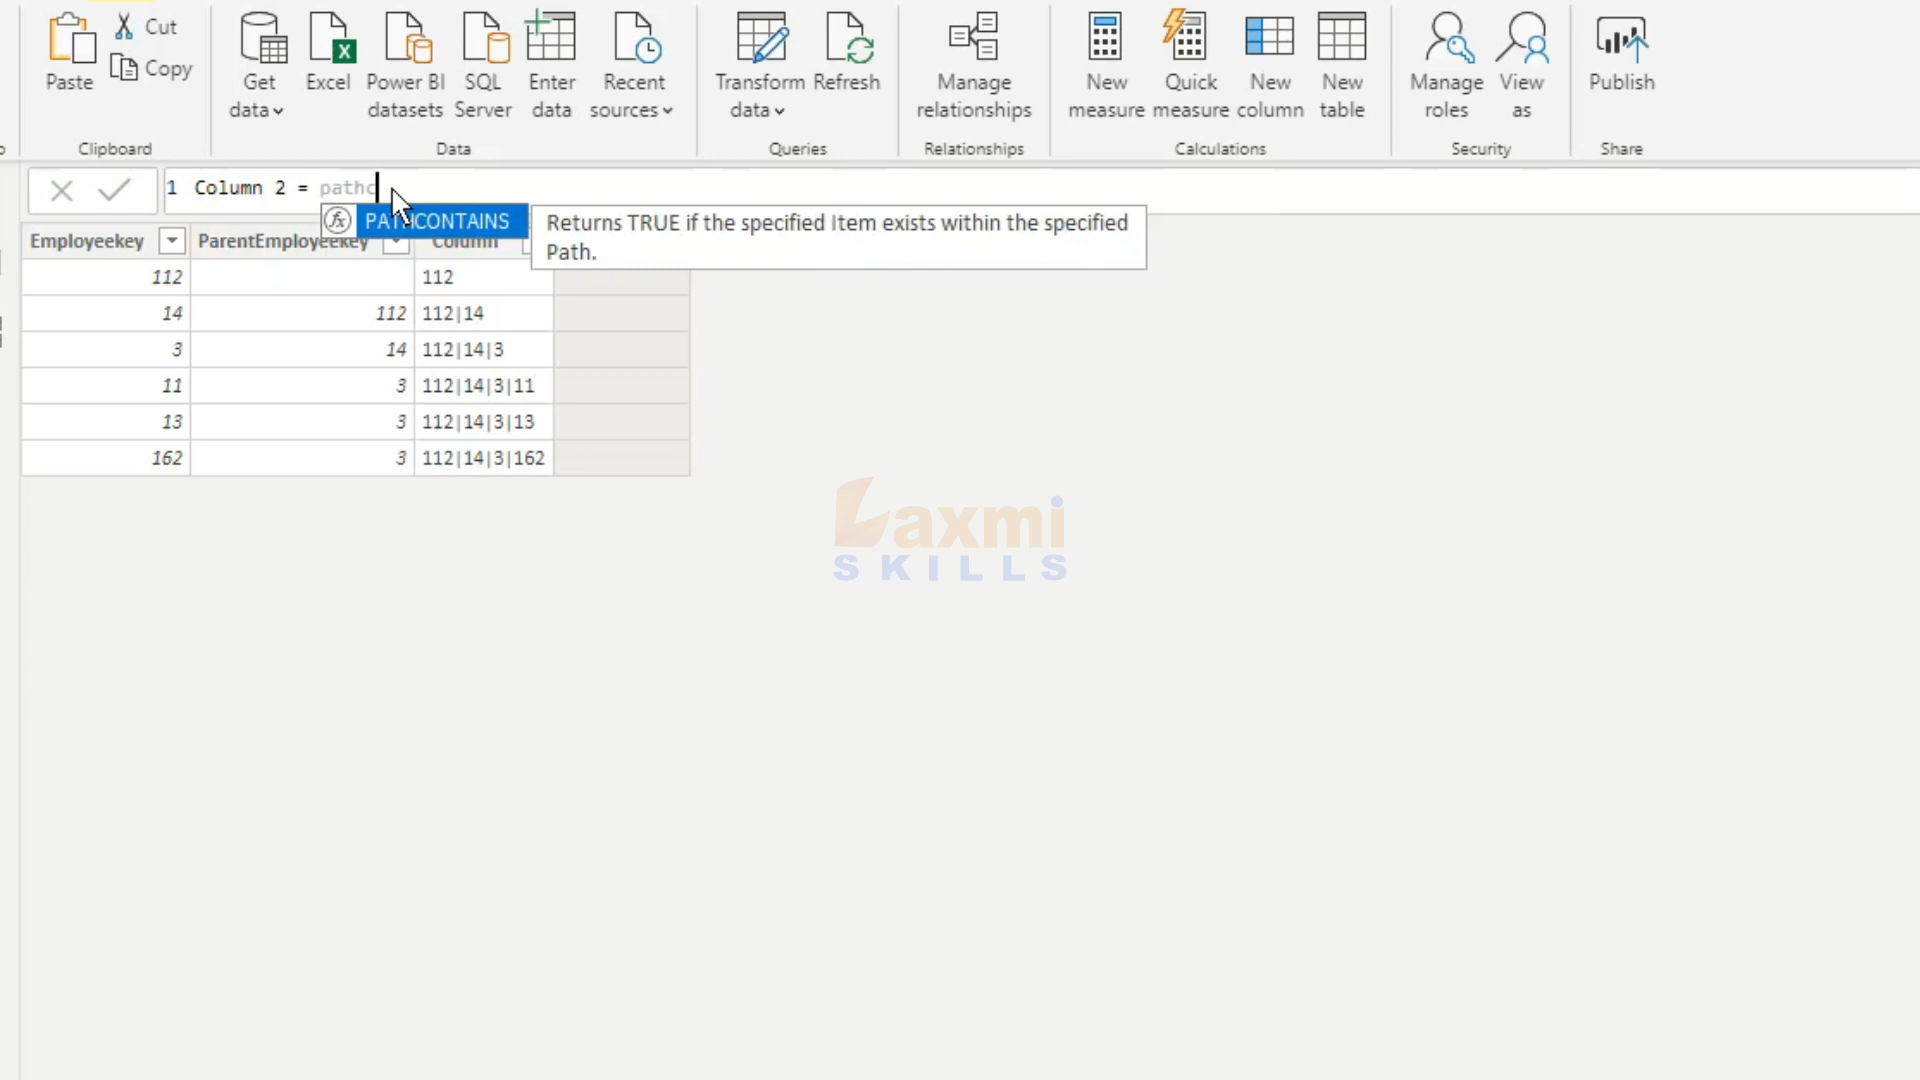 Cut
Copy
Paste
Get data
Excel
Power BI datasets
SQL Server
Enter data
Recent sources
Transform data
Refresh
Manage relationships
New measure
Quick measure
New column
New table
Manage roles
View as
Publish
Clipboard
Data
Queries
Relationships
Calculations
Security
Share
1 Column 2 = pathc
fx PATHCONTAINS
Returns TRUE if the specified Item exists within the specified
Path.
Employeekey ParentEmployeekey Column
112 112
14 112 112|14
3 14 112|14|3
11 3 112|14|3|11
13 3 112|14|3|13
162 3 112|14|3|162
Laxmi
SKILLS